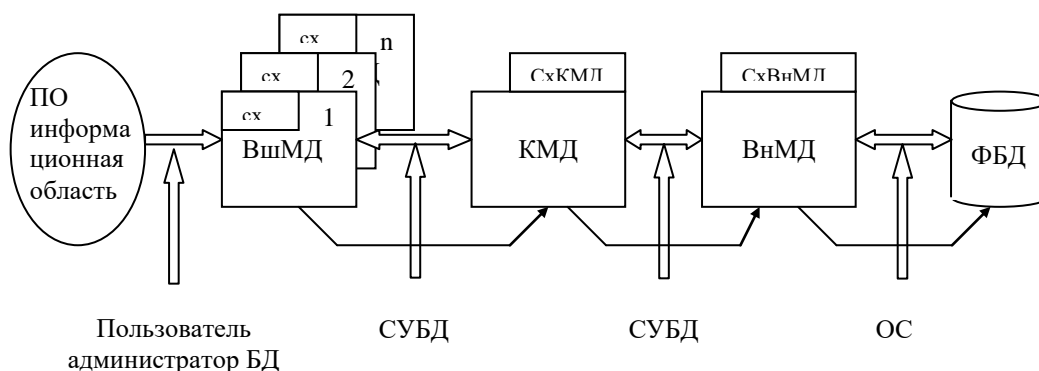 сх
n
сх
2
СхКМД
СхВнМД
сх
1
ПО
информа
ционная
область
ВшМД
КМД
ВнМД
ФБД
Пользователь
администратор БД
СУБД
СУБД
ОС